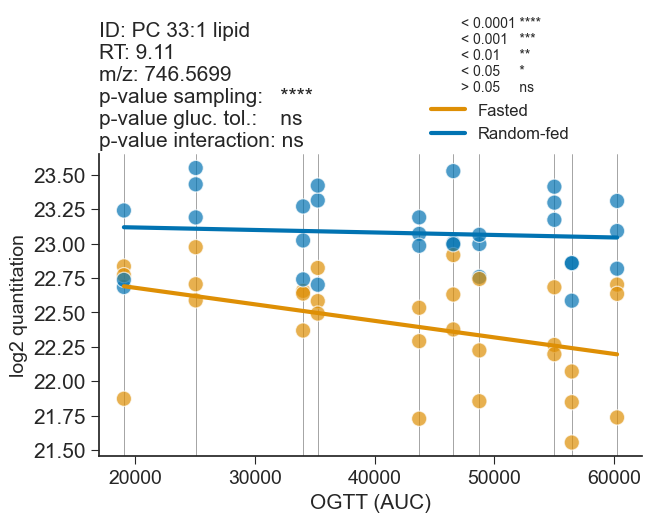 ID: PC 33:1 lipid
RT: 9.11
m/z: 746.5699
p-value sampling: ****
p-value gluc. tol.: ns
p-value interaction: ns
< 0.0001 ****
< 0.001 ***
< 0.01 **
< 0.05 *
> 0.05 ns
Fasted
Random-fed
log2 quantitation
23.50
23.25
23.00
22.75
22.50
22.25
22.00
21.75
21.50
20000 30000 40000 50000 60000
OGTT (AUC)